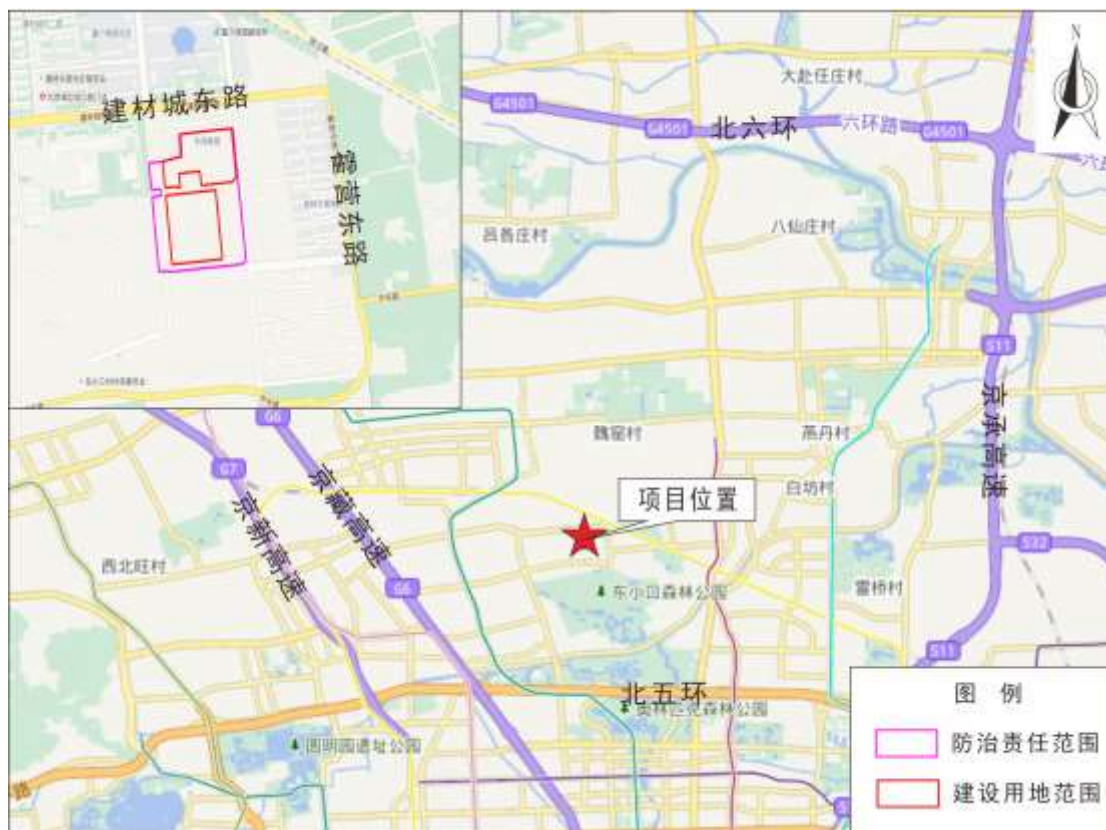 建材城东路
霍营东路
N
大赴任庄村
G4501
G4501
北六环
六环路
G4501
吕各庄村
八仙庄村
S11
京承高速
G6
魏窑村
燕丹村
G7
京藏高速
白坊村
项目位置
京新高速
S32
西北旺村
G6
东小口森林公园
雷桥村
S11
北五环
奥林匹克森林公园
圆明园遗址公园
路
图 例
防治责任范围
建设用地范围